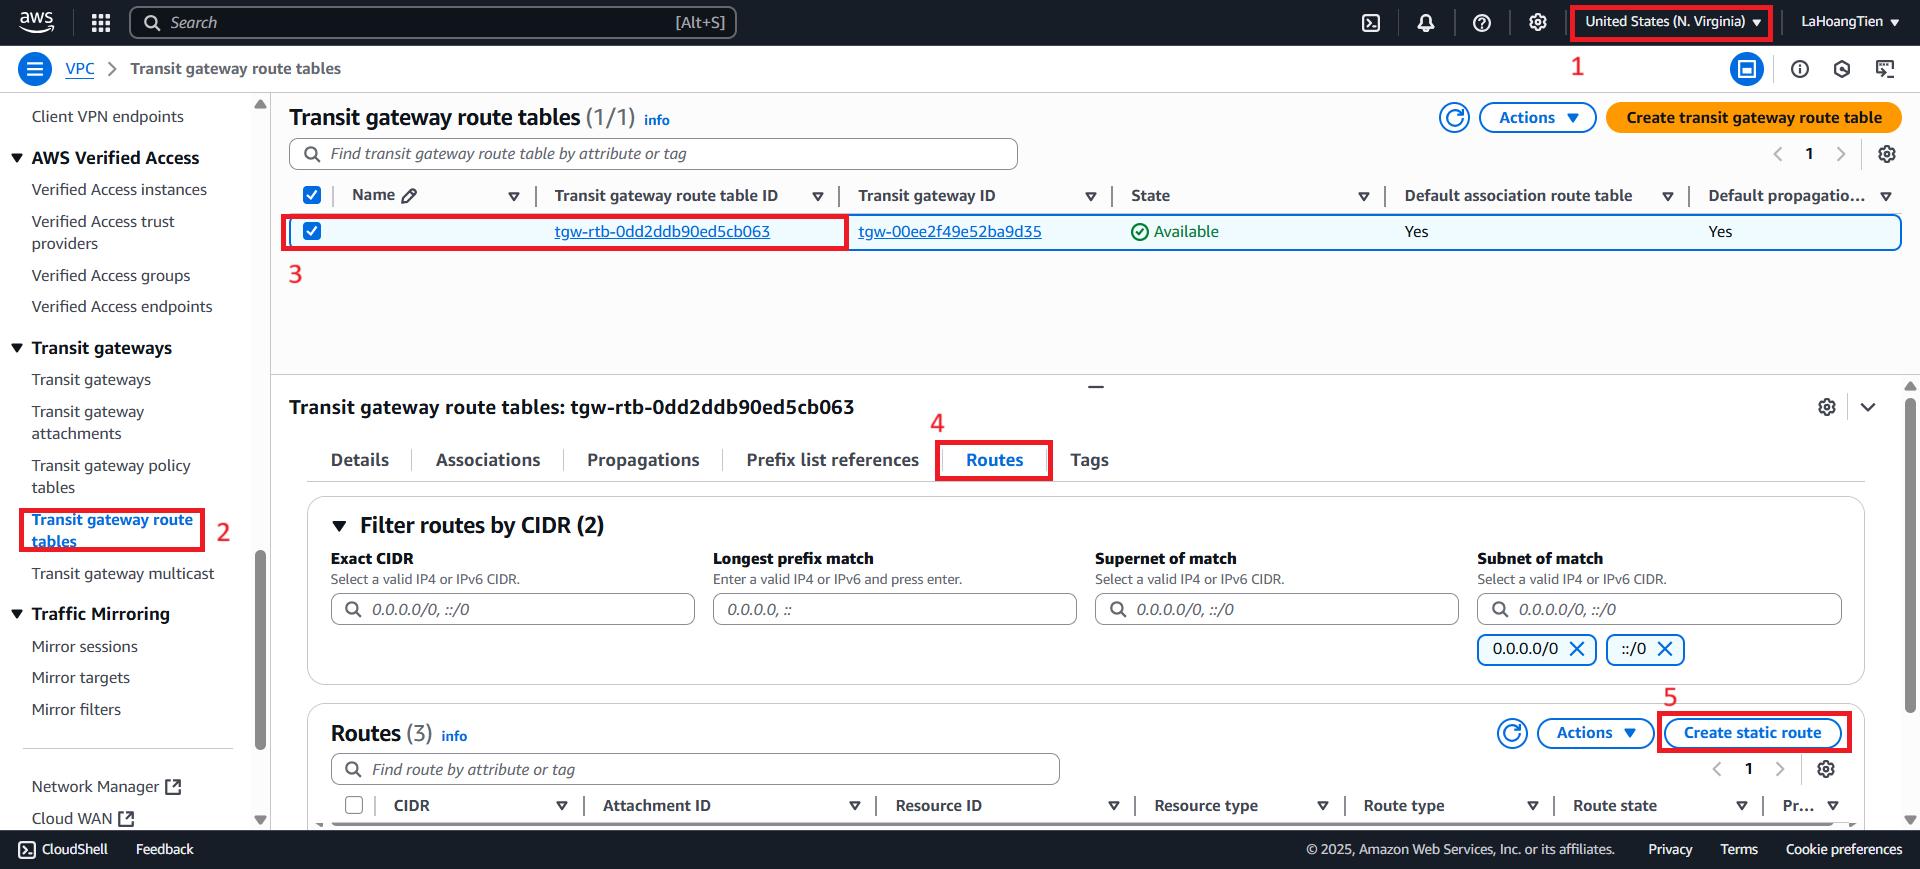 aws
Search [Alt+S]
United States (N. Virginia)
LaHoangTien
1
VPC
Transit gateway route tables
Client VPN endpoints
AWS Verified Access
Verified Access instances
Verified Access trust
providers
Verified Access groups
Verified Access endpoints
Transit gateways
Transit gateways
Transit gateway
attachments
Transit gateway policy
tables
Transit gateway route
tables
2
Transit gateway multicast
Traffic Mirroring
Mirror sessions
Mirror targets
Mirror filters
Network Manager
Cloud WAN
Transit gateway route tables (1/1) info
Actions
Create transit gateway route table
Find transit gateway route table by attribute or tag
1
Name
Transit gateway route table ID
Transit gateway ID
State
Default association route table
Default propagatio...
tgw-rtb-0dd2ddb90ed5cb063
tgw-00ee2f49e52ba9d35
Available
Yes
Yes
3
Transit gateway route tables: tgw-rtb-0dd2ddb90ed5cb063
4
Details
Associations
Propagations
Prefix list references
Routes
Tags
Filter routes by CIDR (2)
Exact CIDR
Select a valid IP4 or IPv6 CIDR.
0.0.0.0/0, ::/0
Longest prefix match
Enter a valid IP4 or IPv6 and press enter.
0.0.0.0, ::
Supernet of match
Select a valid IP4 or IPv6 CIDR.
0.0.0.0/0, ::/0
Subnet of match
Select a valid IP4 or IPv6 CIDR.
0.0.0.0/0, ::/0
0.0.0.0/0
::/0
5
Routes (3) info
Actions
Create static route
Find route by attribute or tag
1
CIDR
Attachment ID
Resource ID
Resource type
Route type
Route state
Pr...
CloudShell
Feedback
© 2025, Amazon Web Services, Inc. or its affiliates.
Privacy
Terms
Cookie preferences